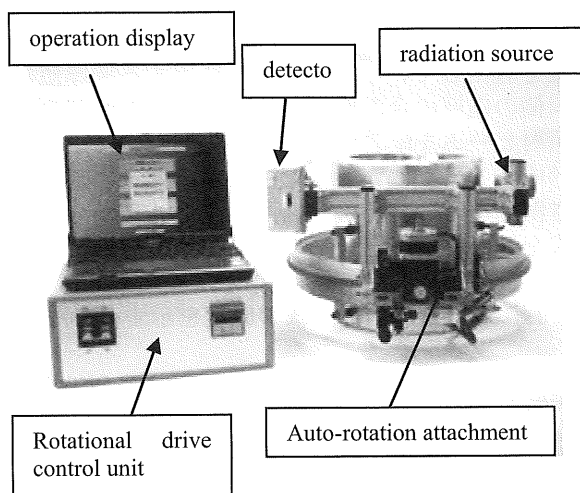 operation display
detecto
radiation source
Rotational drive
control unit
Auto-rotation attachment